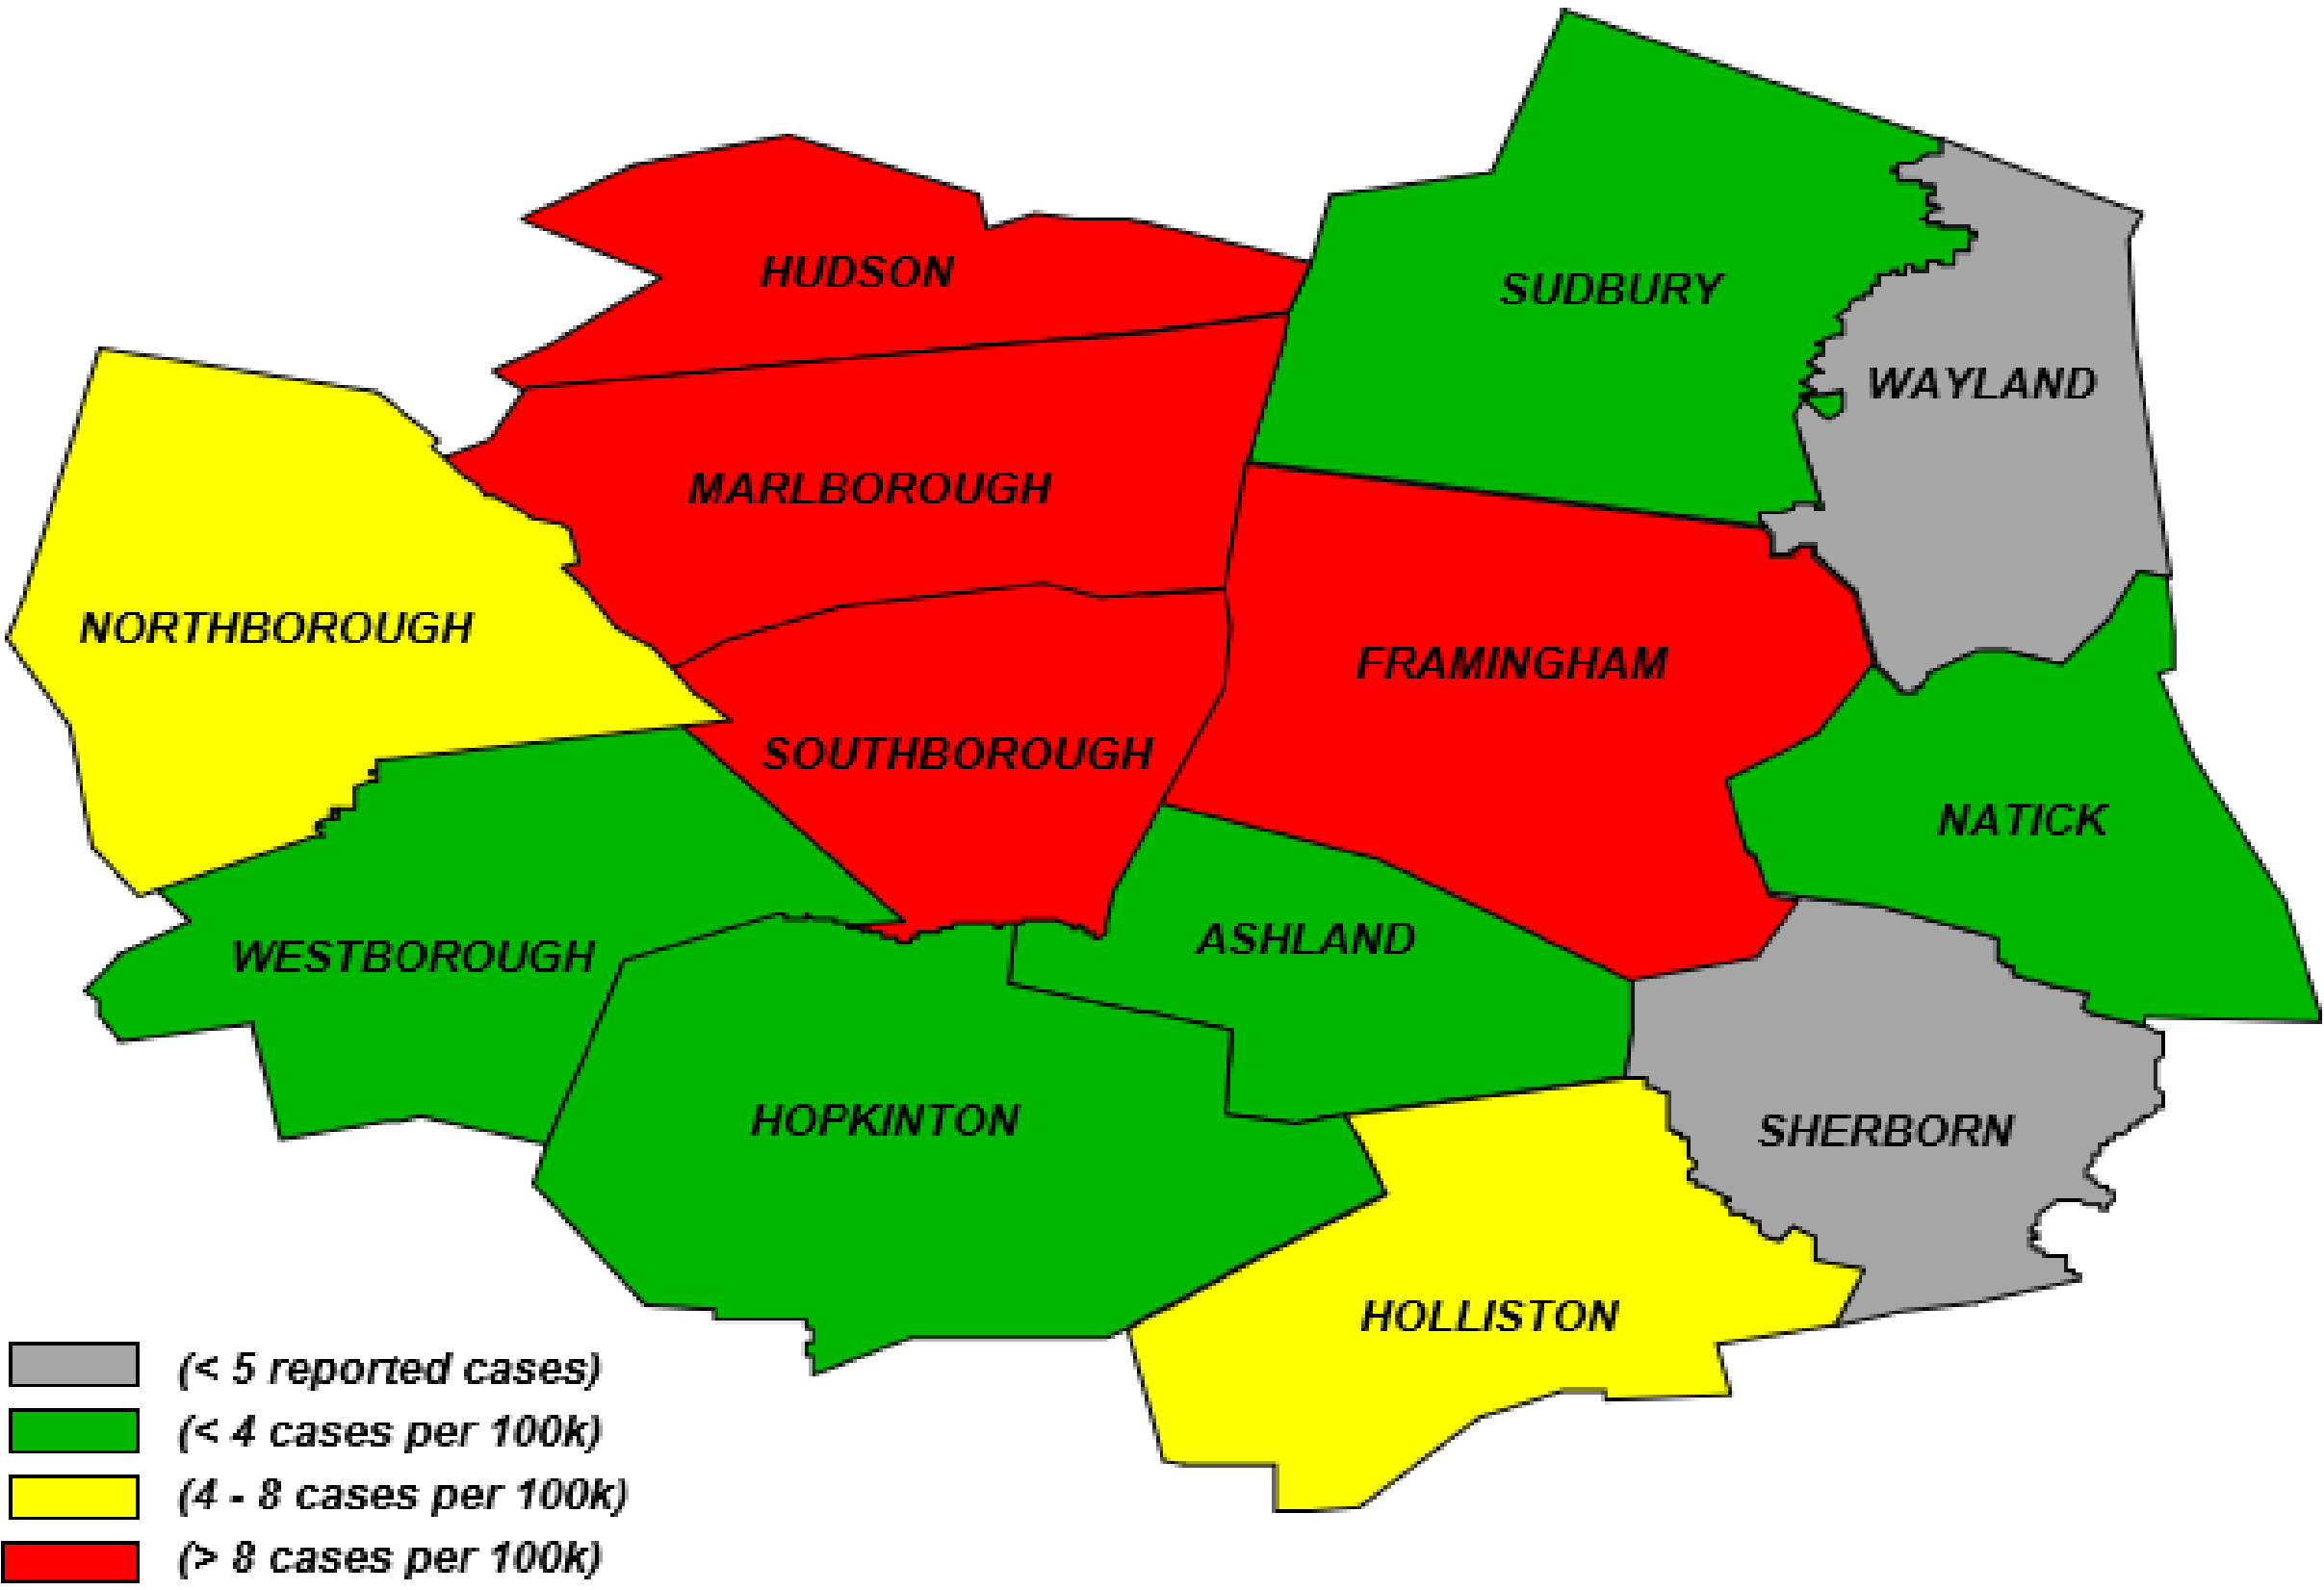 HUDSON
SUDBURY
WAYLAND
MARLBOROUGH
NORTHBOROUGH
FRAMINGHAM
SOUTHBOROUGH
NATICK
ASHLAND
WESTBOROUGH
HOPKINTON
SHERBORN
HOLLISTON
(< 5 reported cases)
(< 4 cases per 100k)
(4 - 8 cases per 100k)
(> 8 cases per 100k)